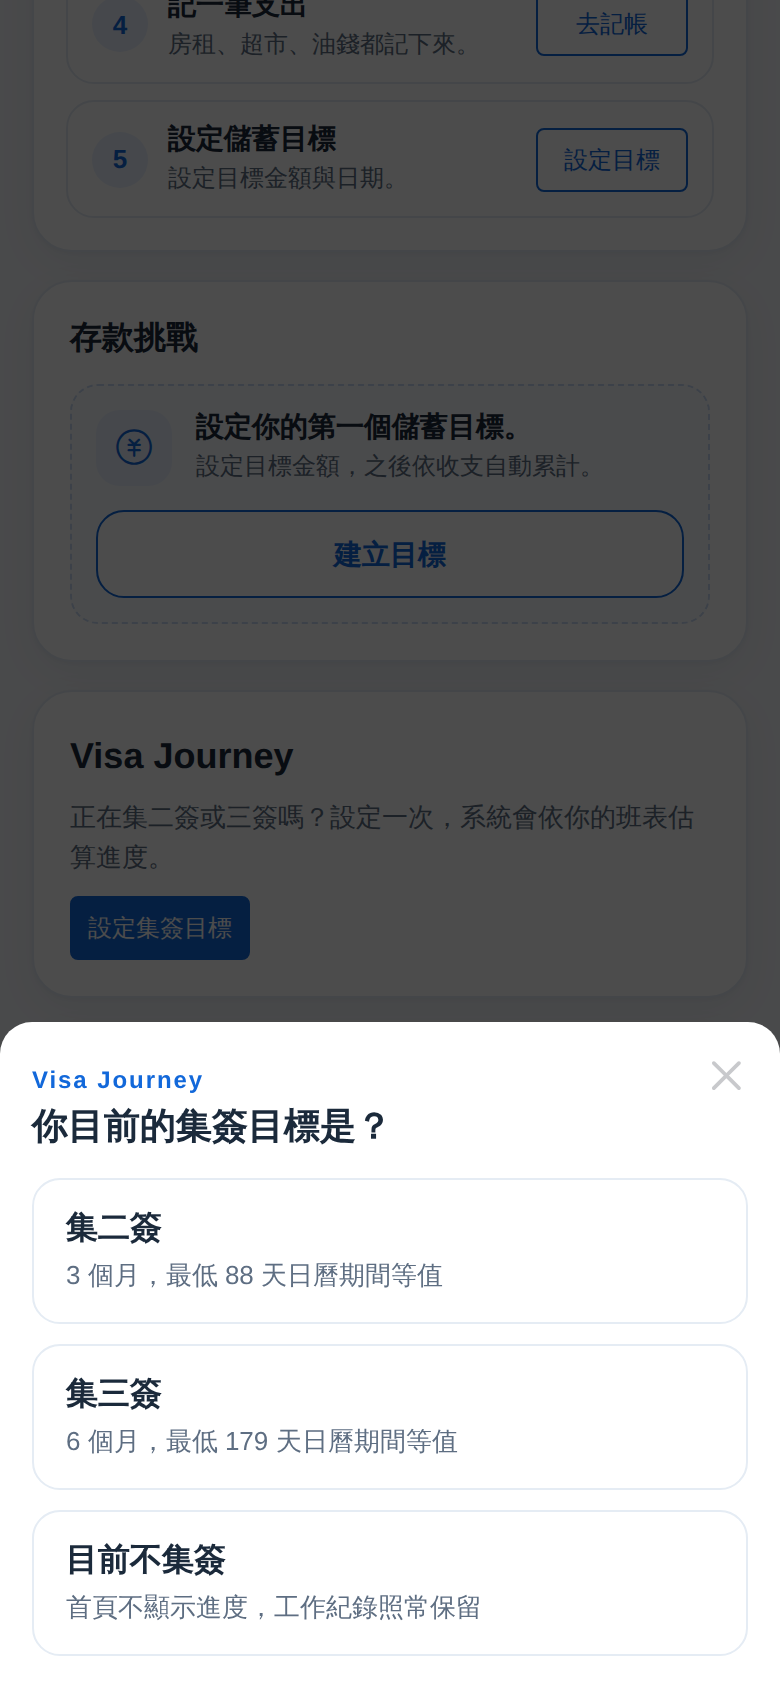 4
記一筆支出
房租、超市、油錢都記下來。
去記帳
5
設定儲蓄目標
設定目標金額與日期。
設定目標
存款挑戰
¥
設定你的第一個儲蓄目標。
設定目標金額，之後依收支自動累計。
建立目標
Visa Journey
正在集二簽或三簽嗎？設定一次，系統會依你的班表估
算進度。
設定集簽目標
Visa Journey
你目前的集簽目標是？
集二簽
3 個月，最低 88 天日曆期間等值
集三簽
6 個月，最低 179 天日曆期間等值
目前不集簽
首頁不顯示進度，工作紀錄照常保留